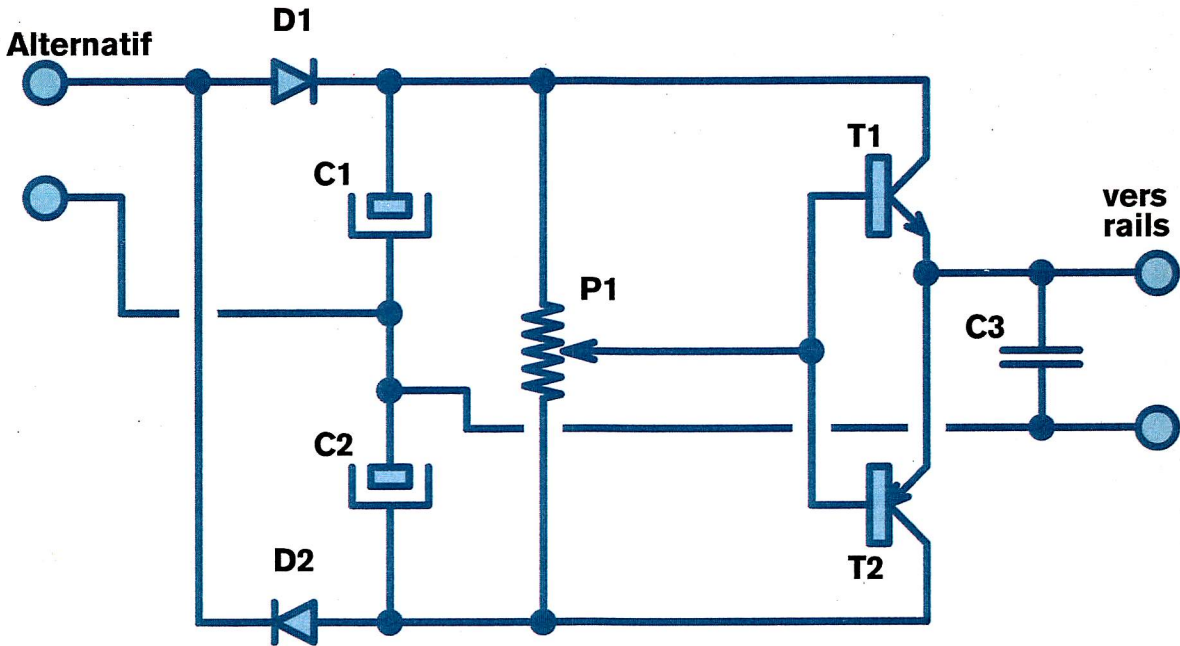 D1
Alternatif
T1
C1
vers
rails
P1
C3
C2
D2
T2